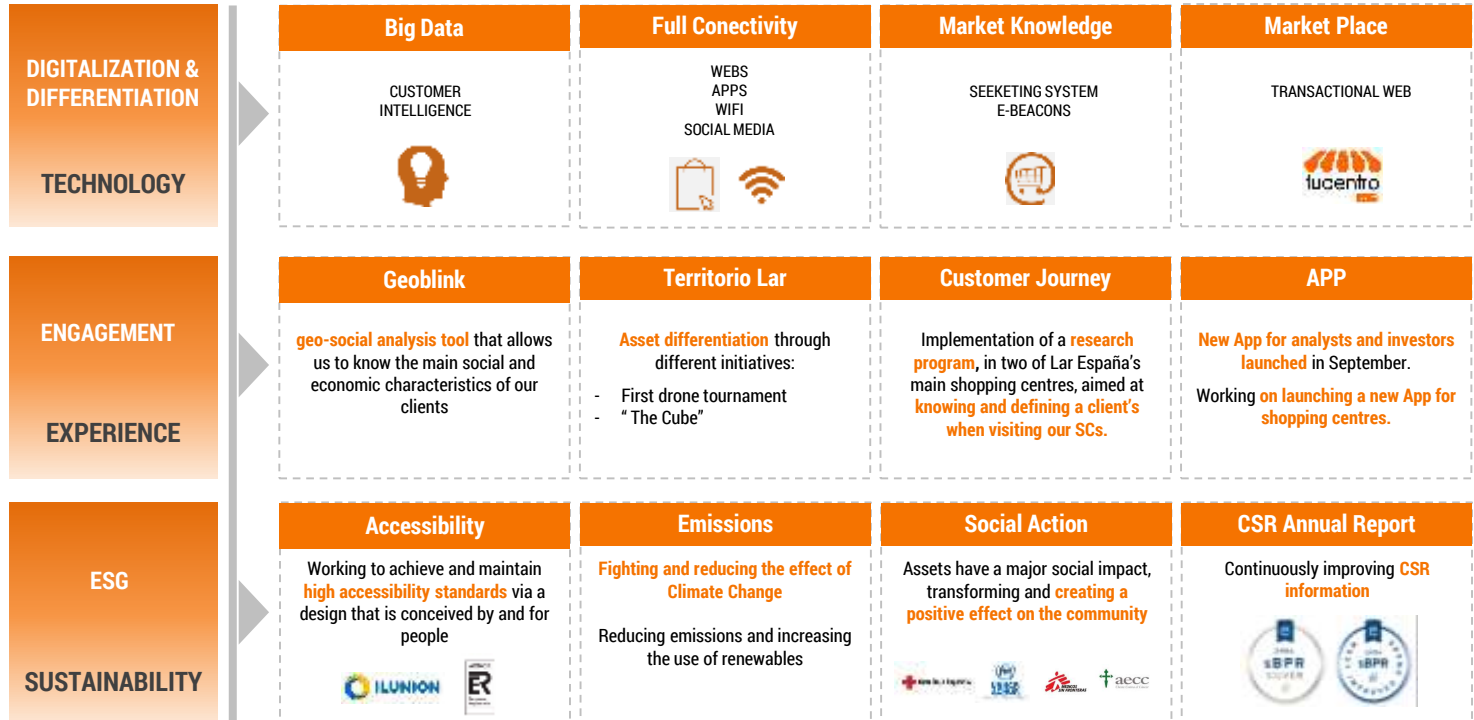 DIGITALIZATION &
DIFFERENTIATION
TECHNOLOGY
Big Data
CUSTOMER
INTELLIGENCE
Full Conectivity
WEBS
APPS
WIFI
SOCIAL MEDIA
Market Knowledge
SEEKETING SYSTEM
E-BEACONS
Market Place
TRANSACTIONAL WEB
tucentro
ENGAGEMENT
EXPERIENCE
Geoblink
geo-social analysis tool that allows
us to know the main social and
economic characteristics of our
clients
Territorio Lar
Asset differentiation through
different initiatives:
- First drone tournament
- “ The Cube”
Customer Journey
Implementation of a research
program, in two of Lar España’s
main shopping centres, aimed at
knowing and defining a client’s
when visiting our SCs.
APP
New App for analysts and investors
launched in September.
Working on launching a new App for
shopping centres.
ESG
SUSTAINABILITY
Accessibility
Working to achieve and maintain
high accessibility standards via a
design that is conceived by and for
people
ILUNION
ER
Emissions
Fighting and reducing the effect of
Climate Change
Reducing emissions and increasing
the use of renewables
Social Action
Assets have a major social impact,
transforming and creating a
positive effect on the community
aecc
CSR Annual Report
Continuously improving CSR
information
sBPR
SILVER
sBPR